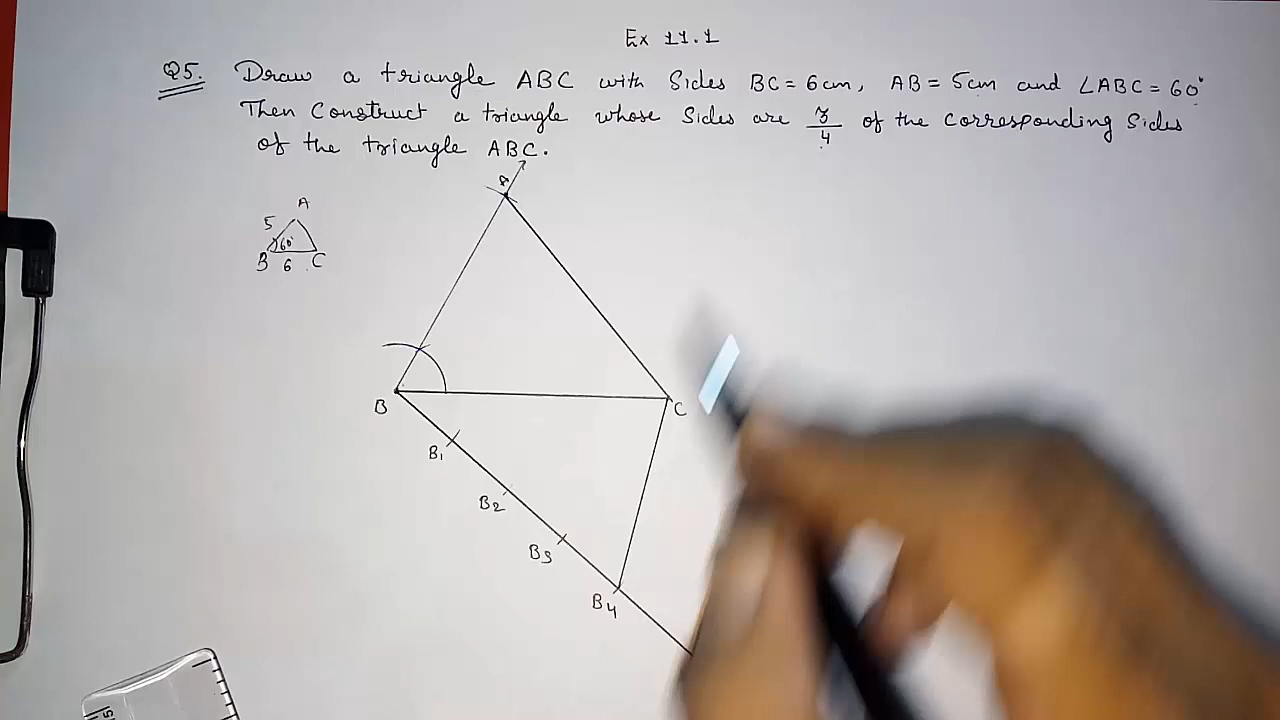 Ex 11.1
Q5. Draw a triangle ABC with Sides BC = 6cm, AB = 5cm and ∠ABC = 60°
Then Construct a triangle whose Sides are 3/4 of the corresponding Sides
of the triangle ABC.
A
A
5
60°
B 6 C
B
C
B1
B2
B3
B4